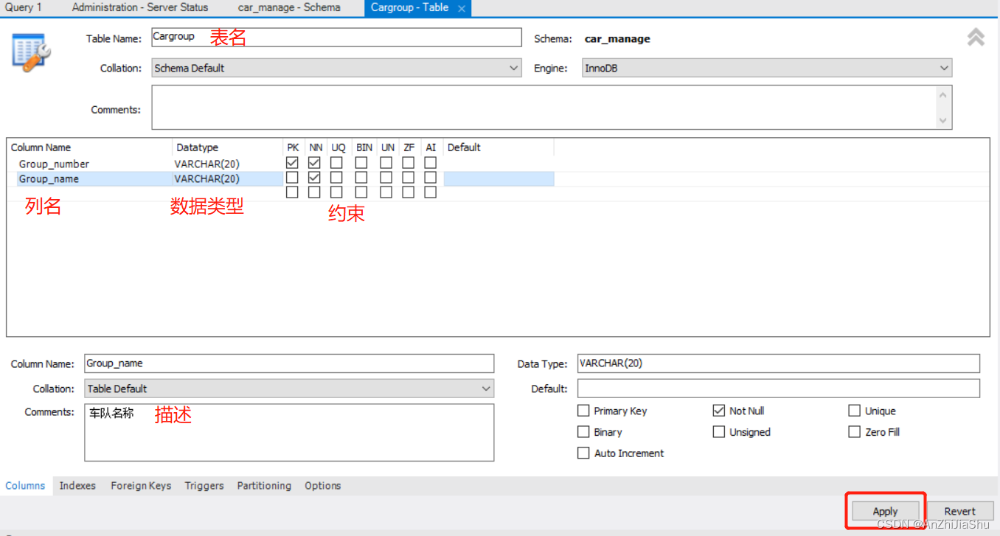 Query 1 Administration - Server Status car_manage - Schema Cargroup - Table
Table Name: Cargroup 表名 Schema: car_manage
Collation: Schema Default Engine: InnoDB
Comments:
Column Name Datatype PK NN UQ BIN UN ZF AI Default
Group_number VARCHAR(20)
Group_name VARCHAR(20)
列名 数据类型 约束
Column Name: Group_name Data Type: VARCHAR(20)
Collation: Table Default Default:
Comments: 车队名称 描述 Primary Key Not Null Unique
Binary Unsigned Zero Fill
Auto Increment
Columns Indexes Foreign Keys Triggers Partitioning Options
Apply Revert
CSDN @AnZhiJiaShu